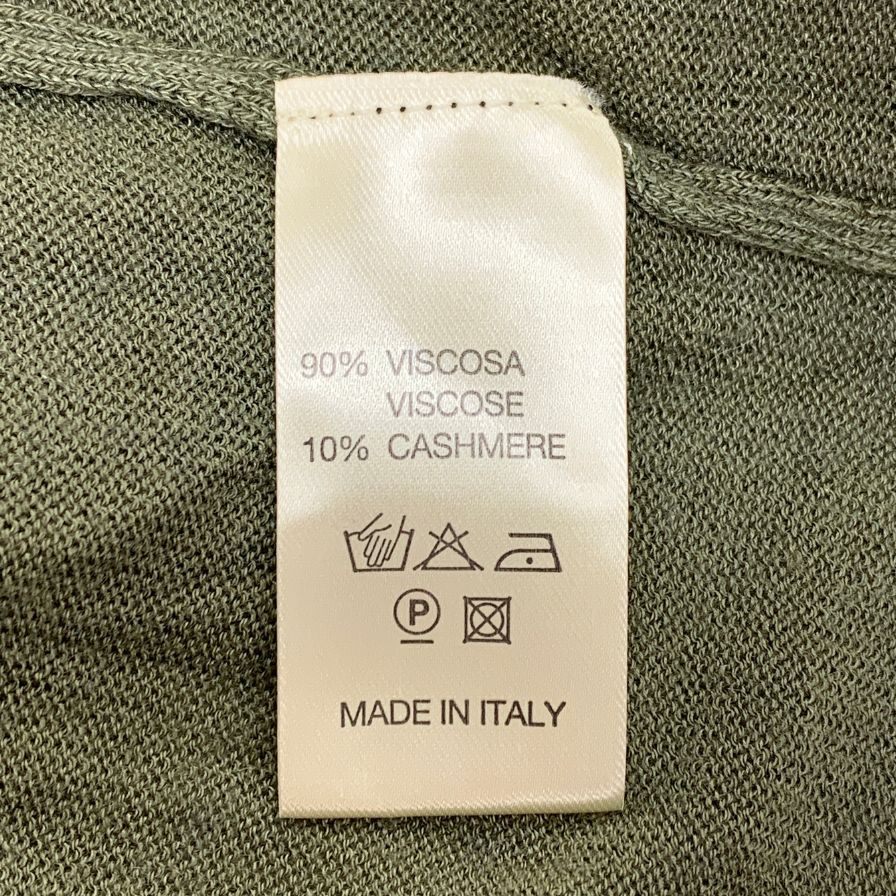 90% VISCOSA
VISCOSE
10% CASHMERE
P
MADE IN ITALY